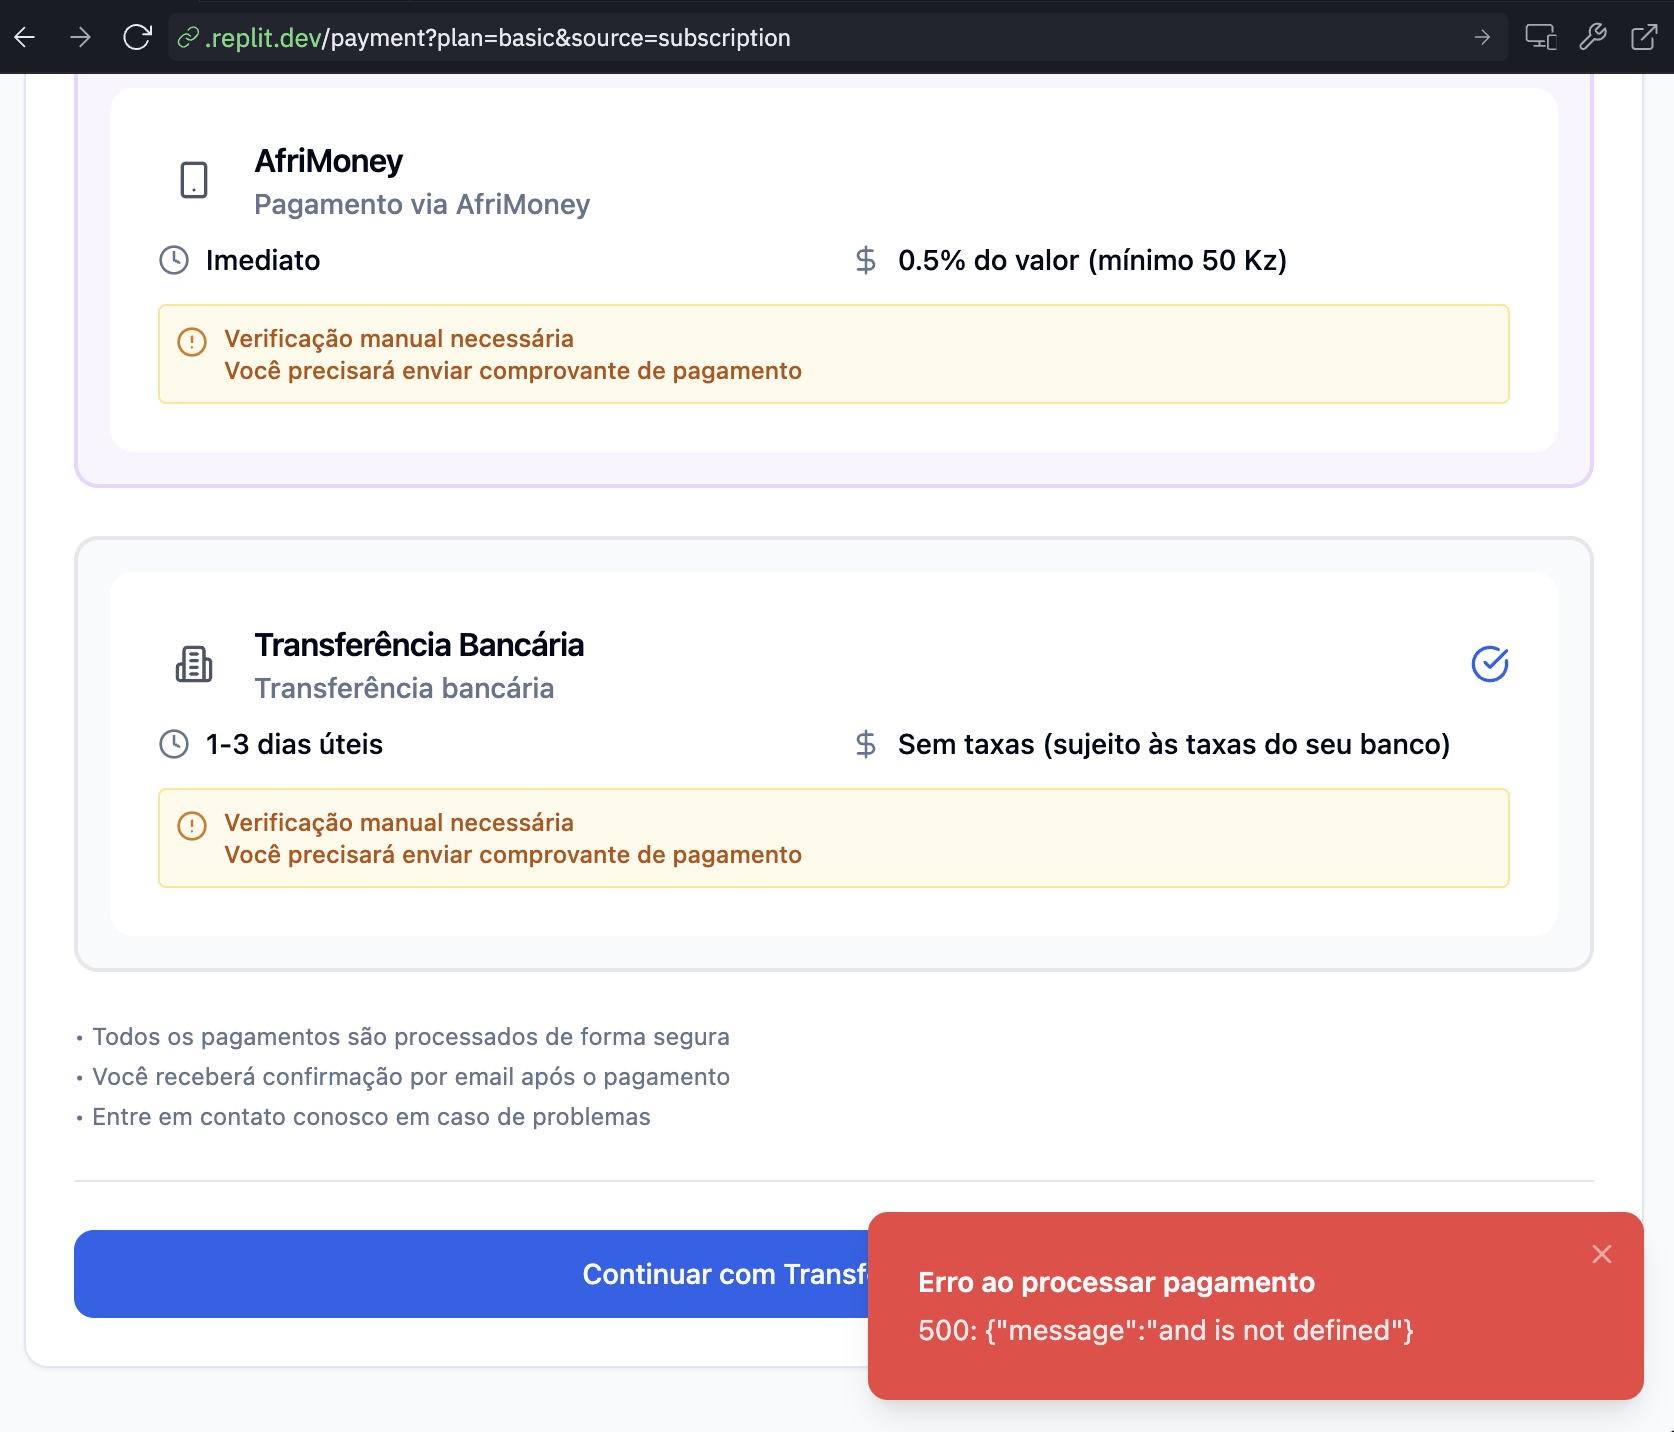 .replit.dev/payment?plan=basic&source=subscription
AfriMoney
Pagamento via AfriMoney
Imediato
$ 0.5% do valor (mínimo 50 Kz)
Verificação manual necessária
Você precisará enviar comprovante de pagamento
Transferência Bancária
Transferência bancária
1-3 dias úteis
$ Sem taxas (sujeito às taxas do seu banco)
Verificação manual necessária
Você precisará enviar comprovante de pagamento
• Todos os pagamentos são processados de forma segura
• Você receberá confirmação por email após o pagamento
• Entre em contato conosco em caso de problemas
Continuar com Transf
Erro ao processar pagamento
500: {"message":"and is not defined"}